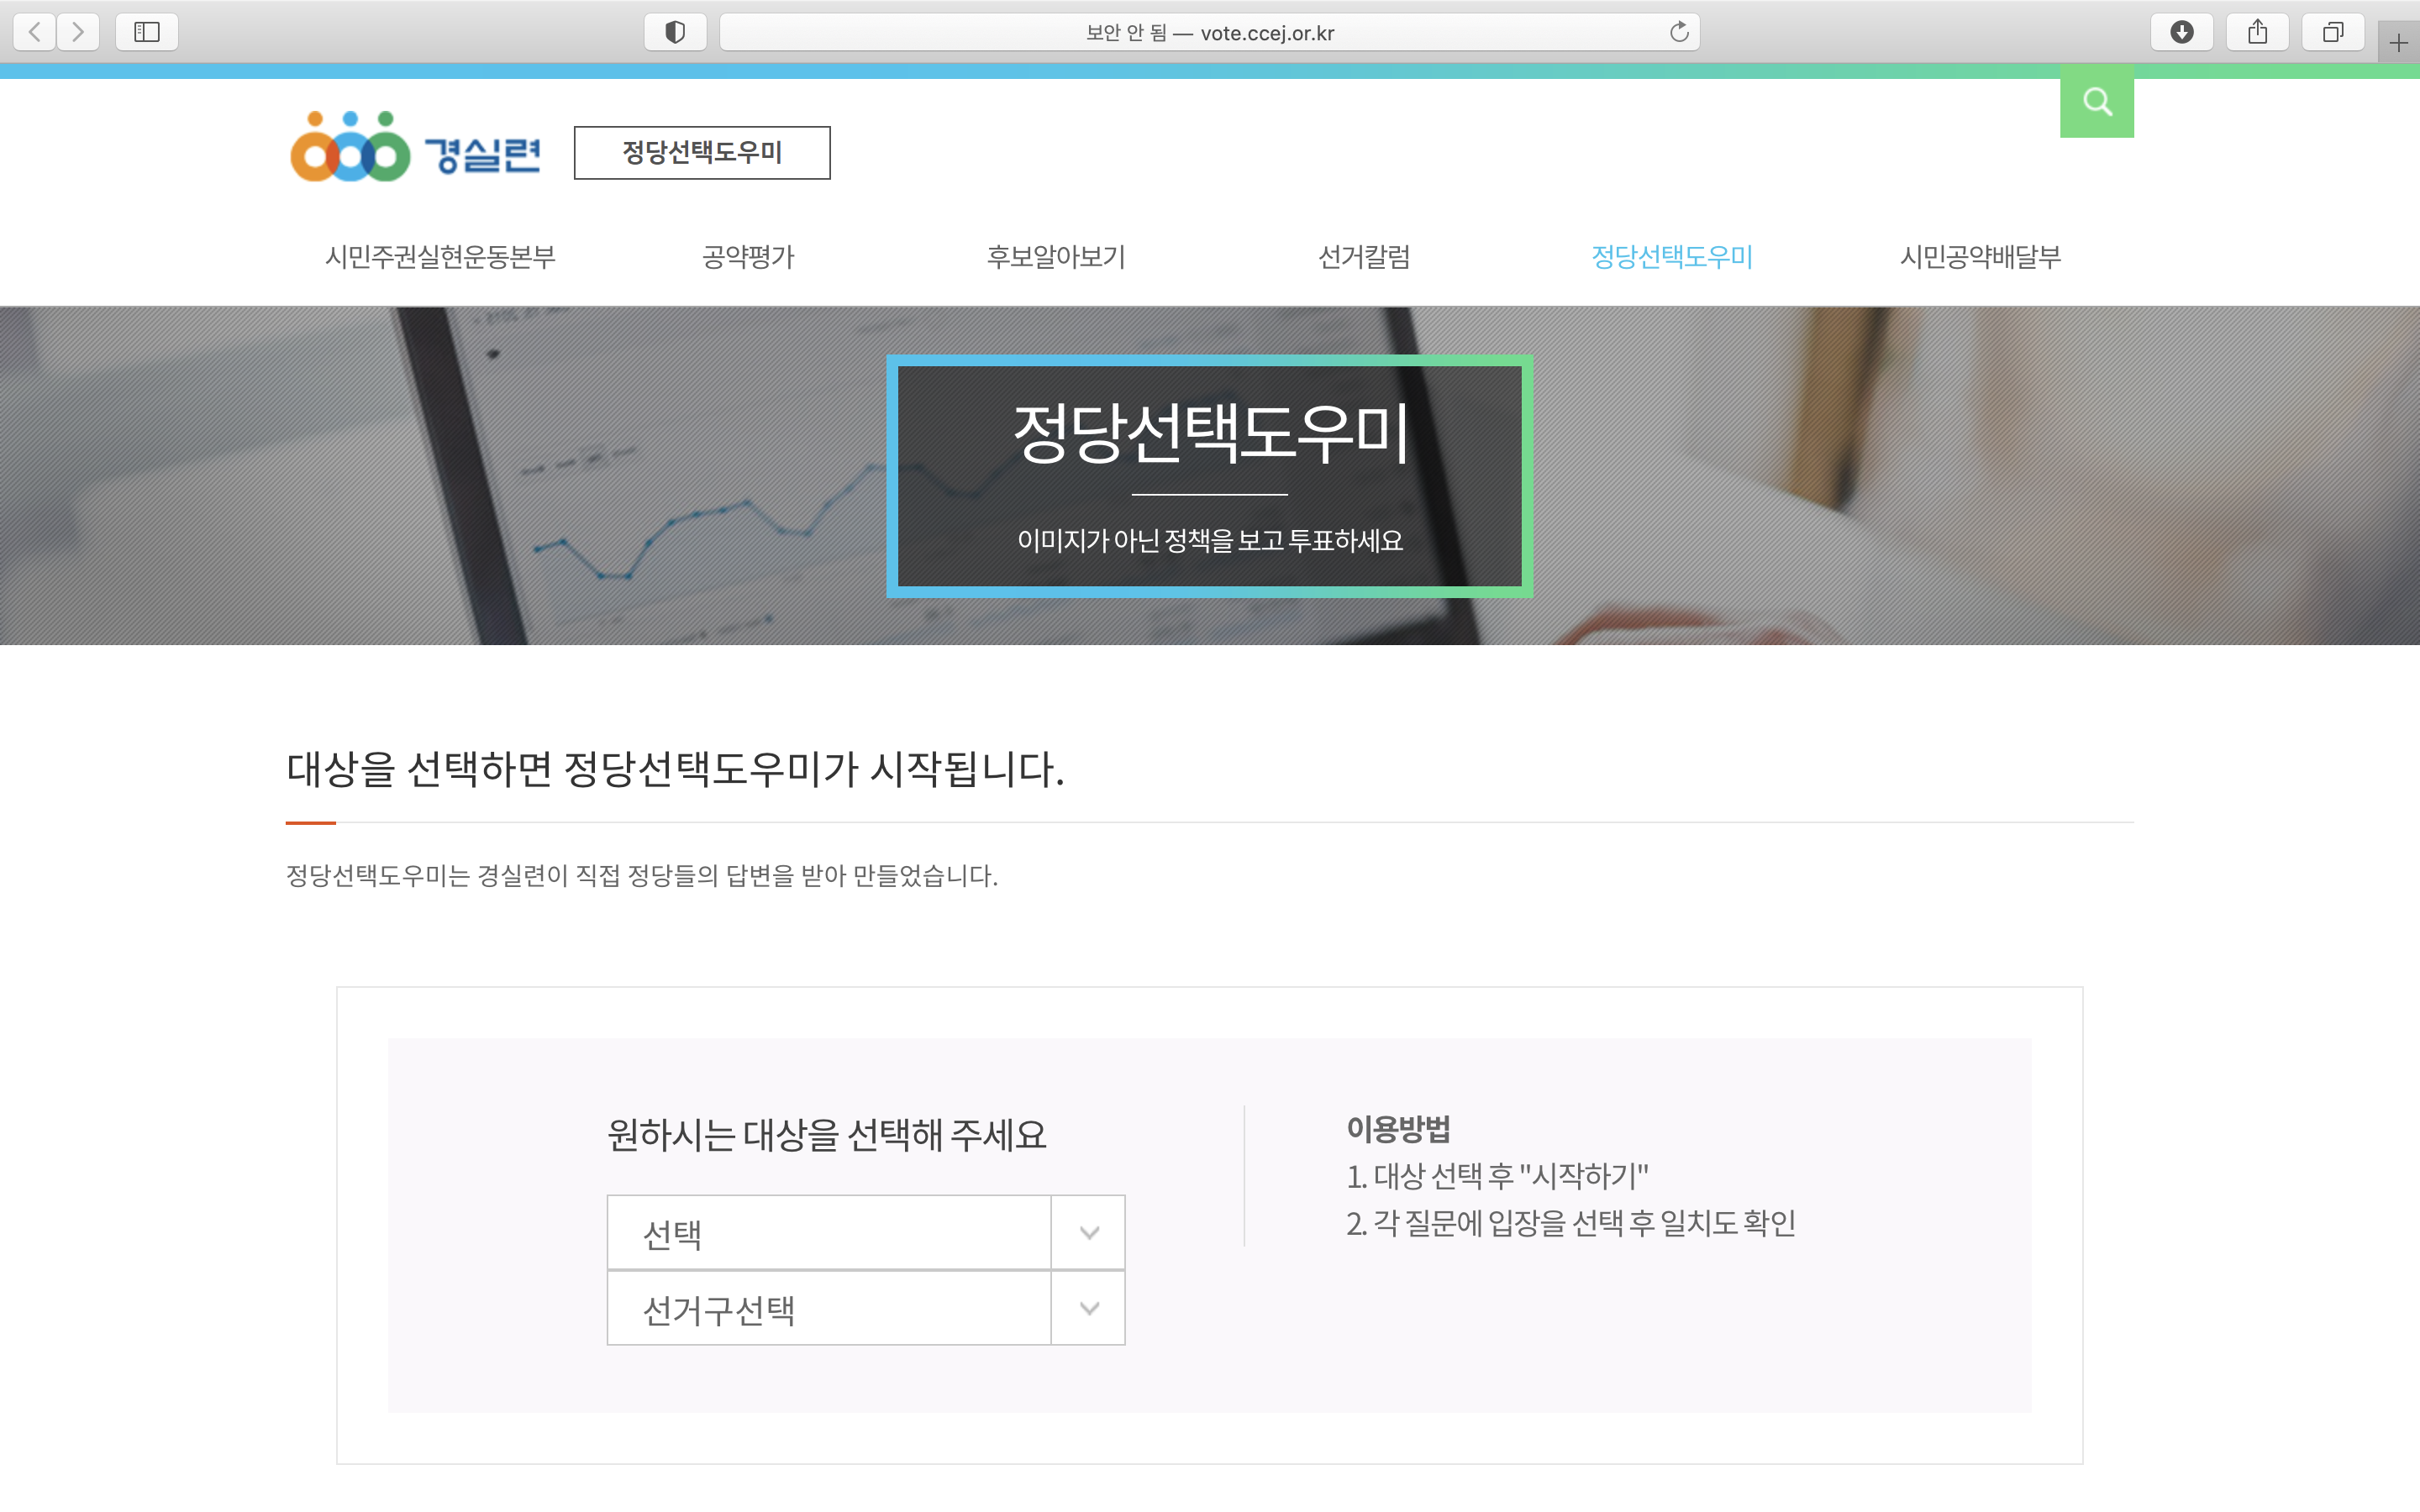 보안 안 됨 — vote.ccej.or.kr
경실련 정당선택도우미
시민주권실현운동본부 공약평가 후보알아보기 선거칼럼 정당선택도우미 시민공약배달부
정당선택도우미
이미지가 아닌 정책을 보고 투표하세요
대상을 선택하면 정당선택도우미가 시작됩니다.
정당선택도우미는 경실련이 직접 정당들의 답변을 받아 만들었습니다.
원하시는 대상을 선택해 주세요
선택
선거구선택
이용방법
1. 대상 선택 후 "시작하기"
2. 각 질문에 입장을 선택 후 일치도 확인